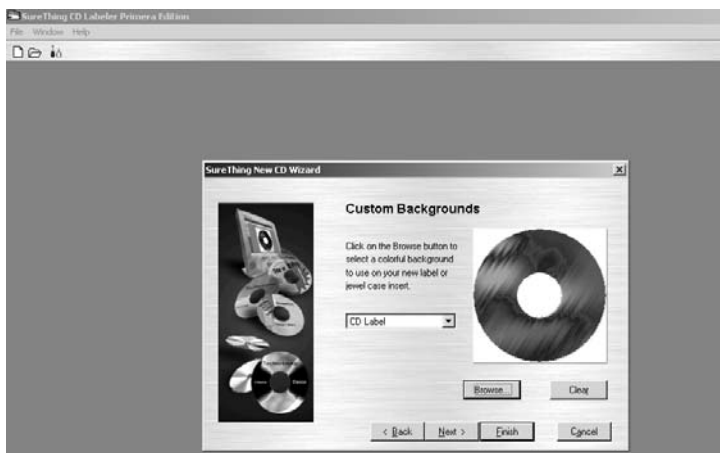 SureThing CD Labeler Primera Edition
File Window Help
SureThing New CD Wizard
Custom Backgrounds
Click on the Browse button to
select a colorful background
to use on your new label or
jewel case insert.
CD Label
Browse... Clear
< Back Next > Finish Cancel